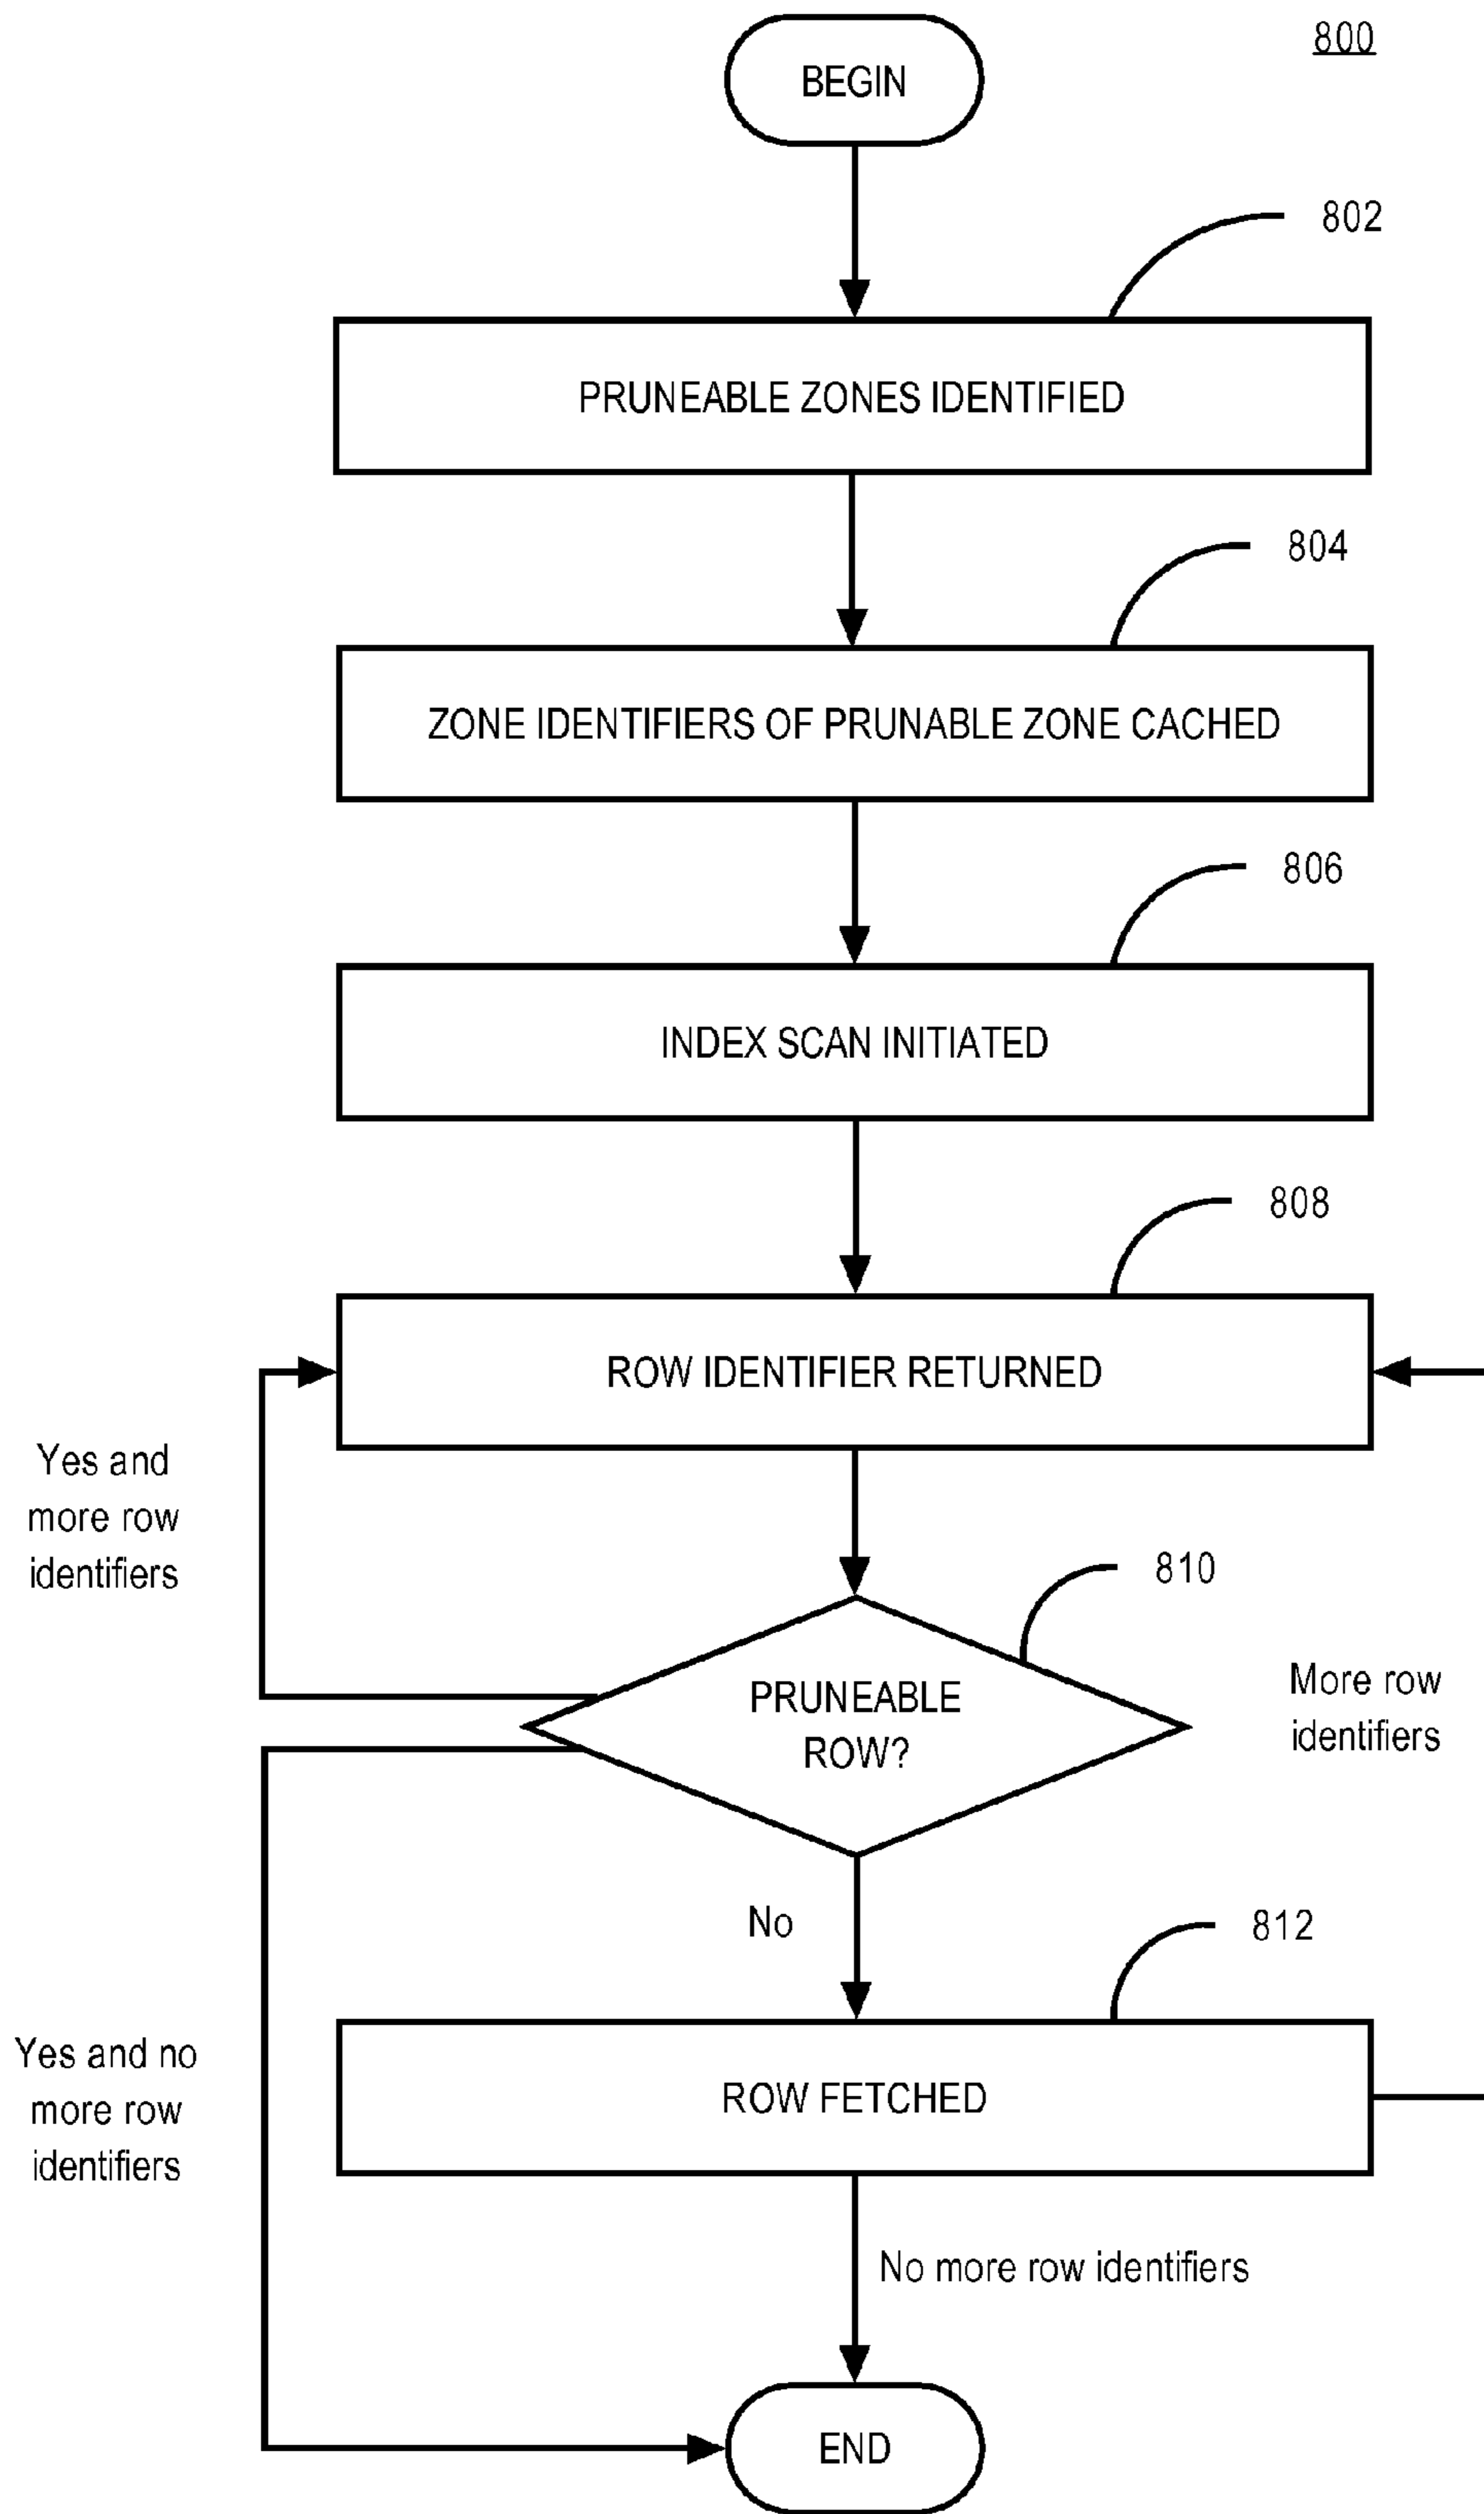 800
BEGIN
802
PRUNEABLE ZONES IDENTIFIED
804
ZONE IDENTIFIERS OF PRUNABLE ZONE CACHED
806
INDEX SCAN INITIATED
808
ROW IDENTIFIER RETURNED
Yes and
more row
identifiers
810
PRUNEABLE
ROW?
More row
identifiers
No
812
ROW FETCHED
Yes and no
more row
identifiers
No more row identifiers
END